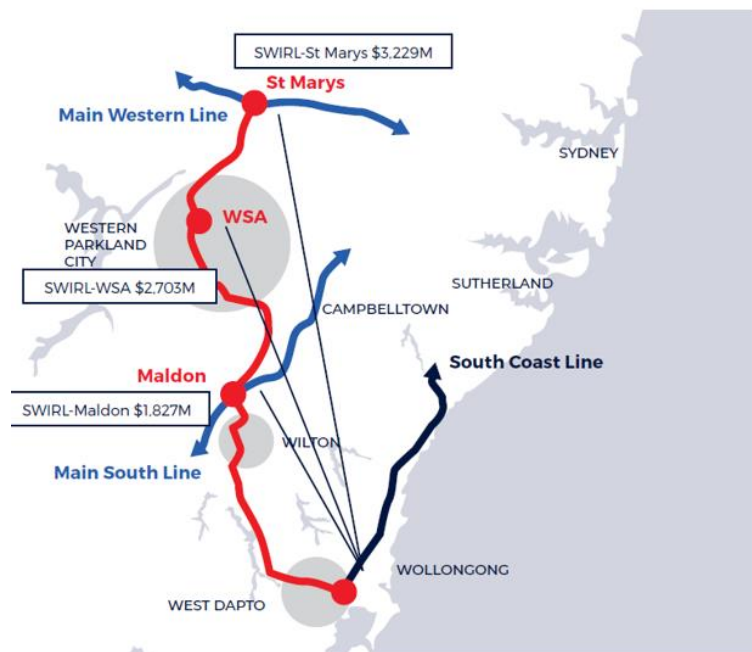 SWIRL-St Marys $3,229M
St Marys
Main Western Line
SYDNEY
WSA
WESTERN
PARKLAND
CITY
SWIRL-WSA $2,703M
SUTHERLAND
CAMPBELLTOWN
South Coast Line
Maldon
SWIRL-Maldon $1,827M
WILTON
Main South Line
WOLLONGONG
WEST DAPTO